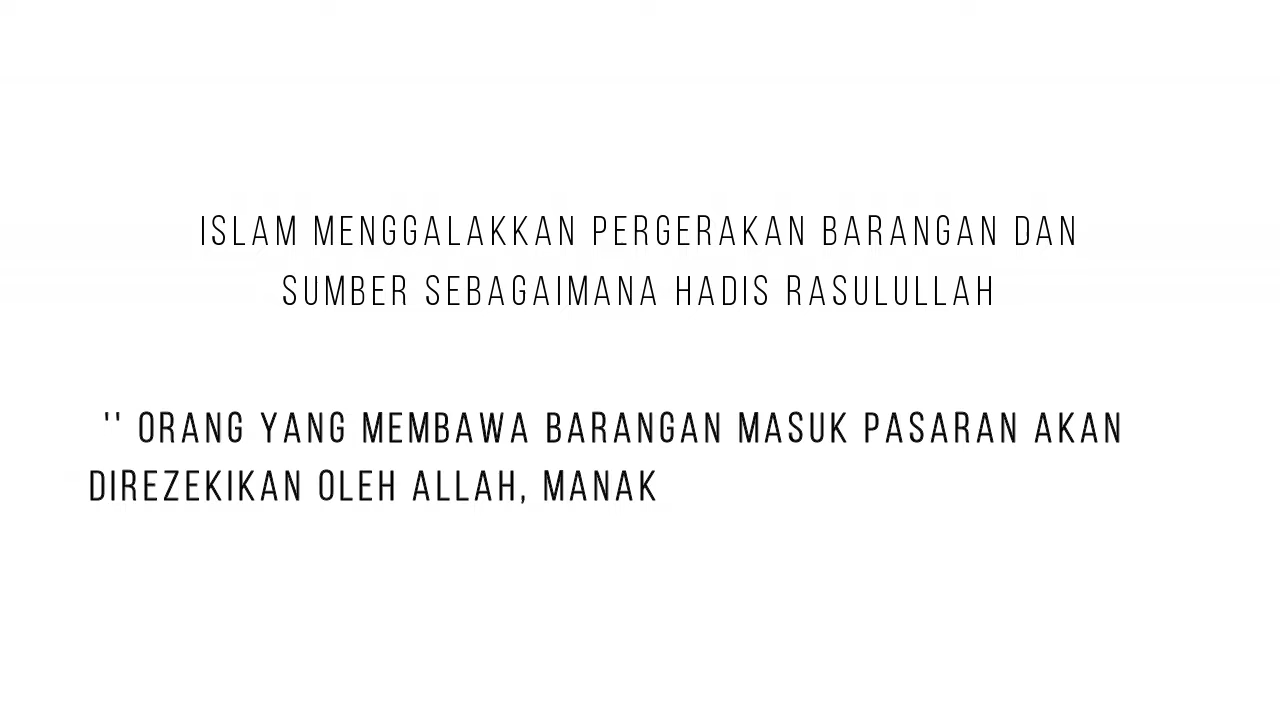 ISLAM MENGGALAKKAN PERGERAKAN BARANGAN DAN
SUMBER SEBAGAIMANA HADIS RASULULLAH
'' ORANG YANG MEMBAWA BARANGAN MASUK PASARAN AKAN
DIREZEKIKAN OLEH ALLAH, MANAK